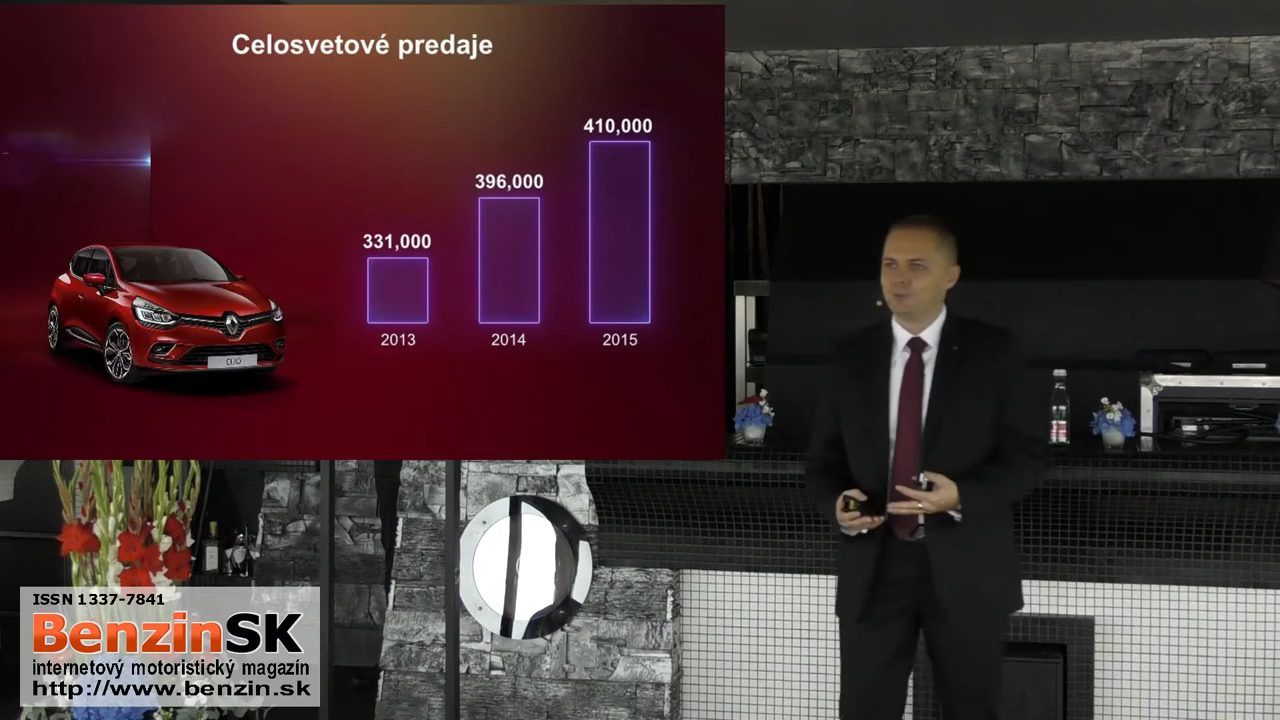 Celosvetové predaje
410,000
396,000
331,000
2013 2014 2015
CLIO
ISSN 1337-7841
BenzinSK
internetový motoristický magazín
http://www.benzin.sk